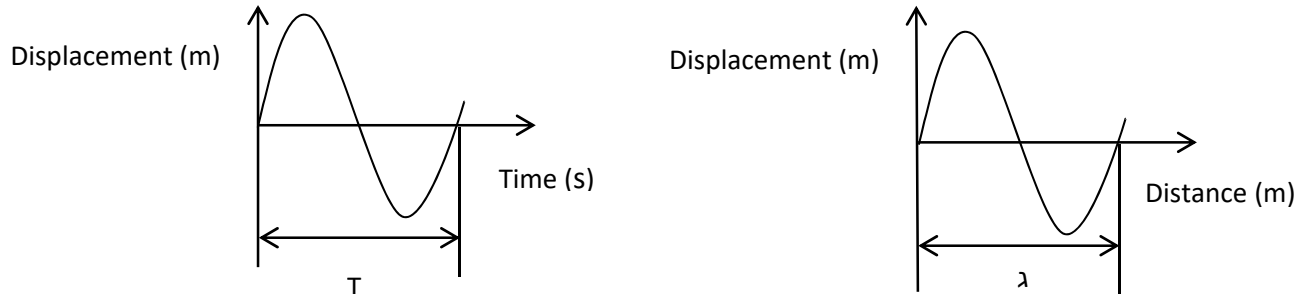 Displacement (m)
Time (s)
T
Displacement (m)
Distance (m)
ג